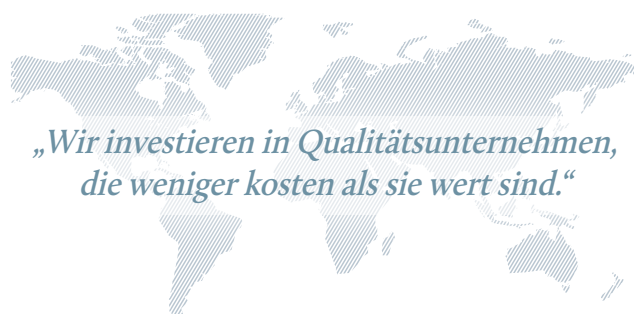 „Wir investieren in Qualitätsunternehmen,
die weniger kosten als sie wert sind.“